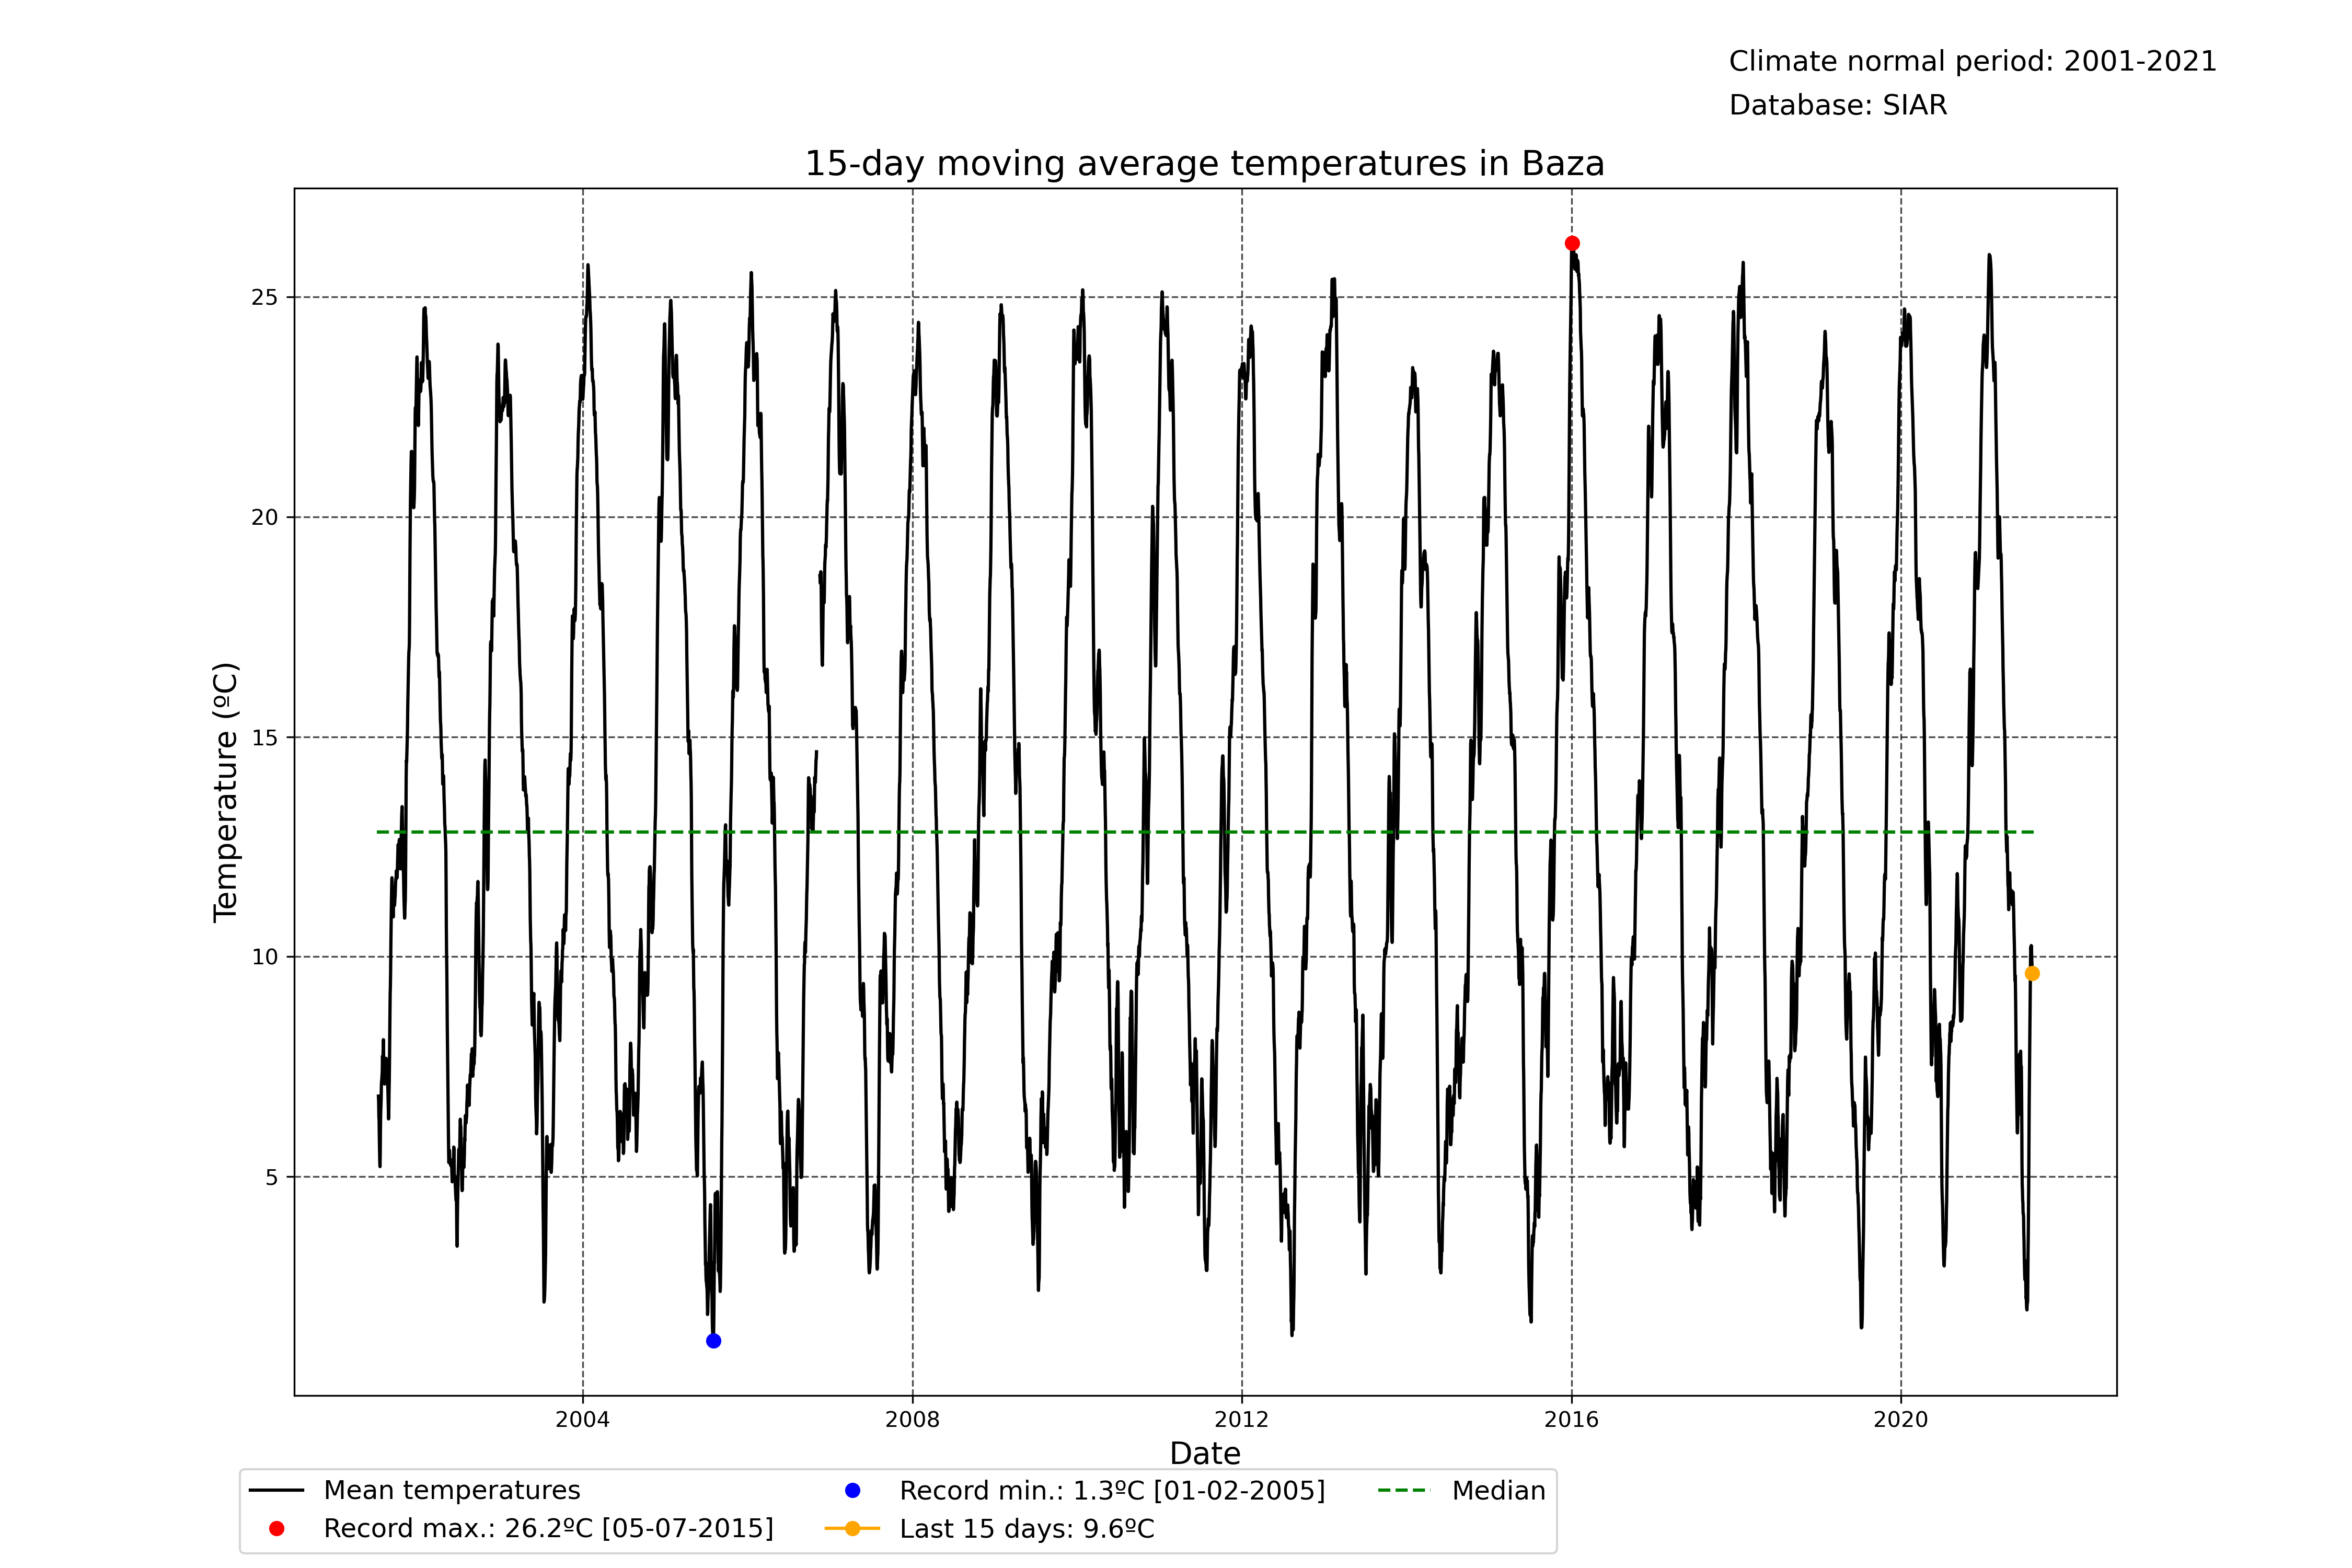 Climate normal period: 2001-2021
Database: SIAR
15-day moving average temperatures in Baza
25
20
15
10
5
Temperature (ºC)
2004
2008
2012
2016
2020
Date
Mean temperatures
Record max.: 26.2ºC [05-07-2015]
Record min.: 1.3ºC [01-02-2005]
Last 15 days: 9.6ºC
Median